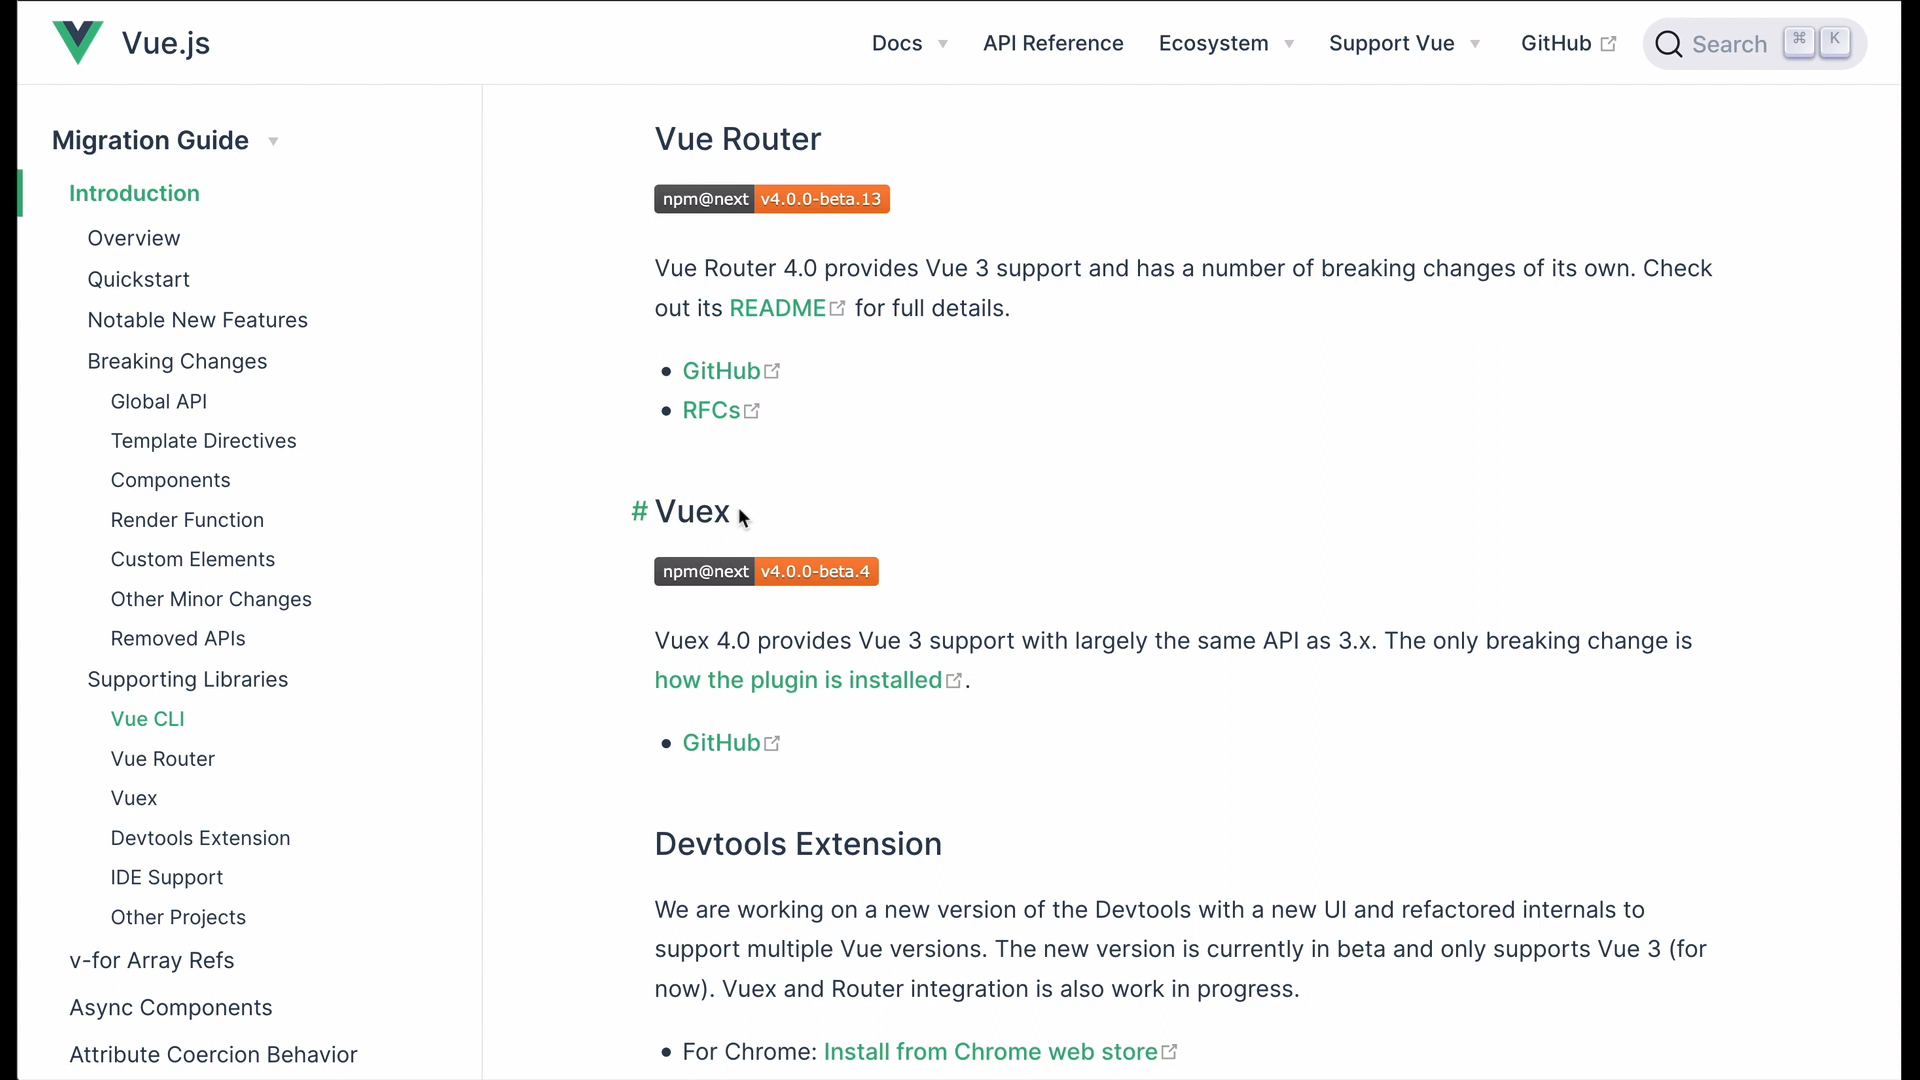 Vue.js
Docs
API Reference
Ecosystem
Support Vue
GitHub
Search
⌘
K
Migration Guide
Introduction
Overview
Quickstart
Notable New Features
Breaking Changes
Global API
Template Directives
Components
Render Function
Custom Elements
Other Minor Changes
Removed APIs
Supporting Libraries
Vue CLI
Vue Router
Vuex
Devtools Extension
IDE Support
Other Projects
v-for Array Refs
Async Components
Attribute Coercion Behavior
Vue Router
npm@next v4.0.0-beta.13
Vue Router 4.0 provides Vue 3 support and has a number of breaking changes of its own. Check
out its README for full details.
• GitHub
• RFCs
# Vuex
npm@next v4.0.0-beta.4
Vuex 4.0 provides Vue 3 support with largely the same API as 3.x. The only breaking change is
how the plugin is installed.
• GitHub
Devtools Extension
We are working on a new version of the Devtools with a new UI and refactored internals to
support multiple Vue versions. The new version is currently in beta and only supports Vue 3 (for
now). Vuex and Router integration is also work in progress.
• For Chrome: Install from Chrome web store